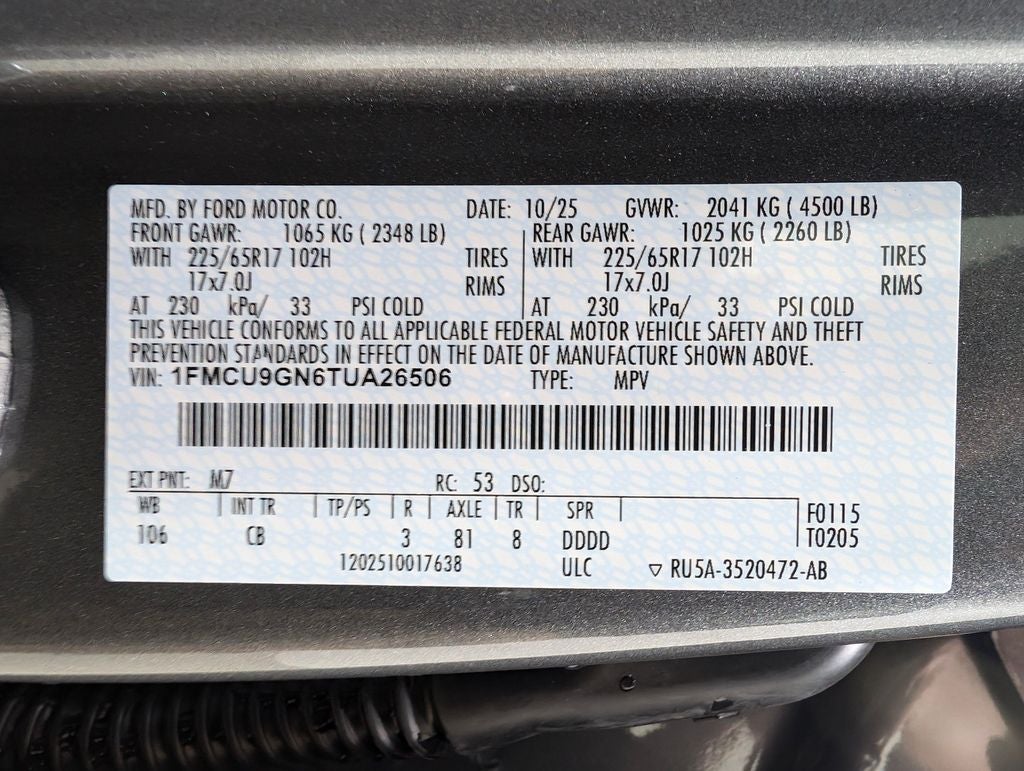 MFD. BY FORD MOTOR CO. DATE: 10/25 GVWR: 2041 KG ( 4500 LB)
FRONT GAWR: 1065 KG ( 2348 LB) REAR GAWR: 1025 KG ( 2260 LB)
WITH 225/65R17 102H TIRES WITH 225/65R17 102H TIRES
17x7.0J RIMS 17x7.0J RIMS
AT 230 kPa/ 33 PSI COLD AT 230 kPa/ 33 PSI COLD
THIS VEHICLE CONFORMS TO ALL APPLICABLE FEDERAL MOTOR VEHICLE SAFETY AND THEFT
PREVENTION STANDARDS IN EFFECT ON THE DATE OF MANUFACTURE SHOWN ABOVE.
VIN: 1FMCU9GN6TUA26506 TYPE: MPV
EXT PNT: M7 RC: 53 DSO:
WB INT TR TP/PS R AXLE TR SPR F0115
106 CB 3 81 8 DDDD T0205
1202510017638 ULC ▽ RU5A-3520472-AB